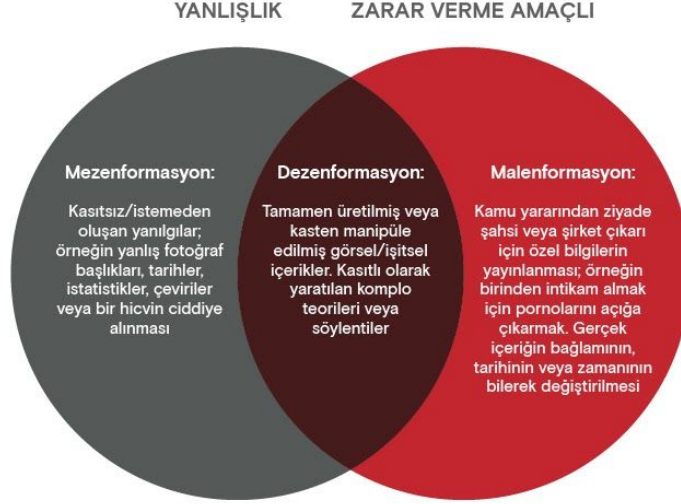 YANLIŞLIK
ZARAR VERME AMAÇLI
Mezenformasyon:
Kasıtsız/istemeden
oluşan yanılgılar;
örneğin yanlış fotoğraf
başlıkları, tarihler,
istatistikler, çeviriler
veya bir hicvin ciddiye
alınması
Dezenformasyon:
Tamamen üretilmiş veya
kasten manipüle
edilmiş görsel/işitsel
içerikler. Kasıtlı olarak
yaratılan komplo
teorileri veya
söylentiler
Malenformasyon:
Kamu yararından ziyade
şahsi veya şirket çıkarı
için özel bilgilerin
yayınlanması; örneğin
birinden intikam almak
için pornolarını açığa
çıkarmak. Gerçek
içeriğin bağlamının,
tarihinin veya zamanının
bilerek değiştirilmesi